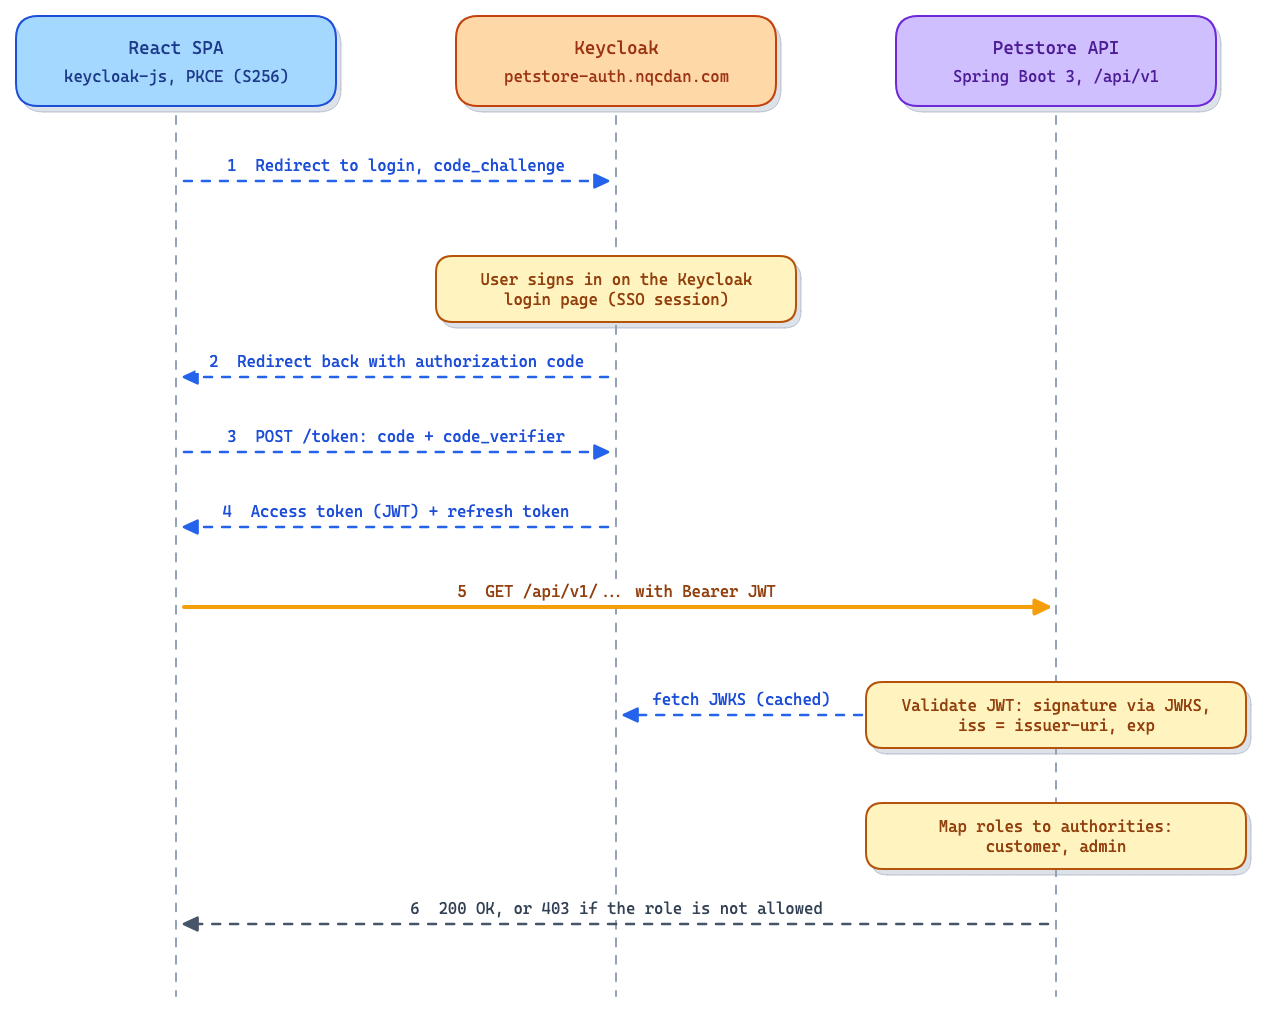 React SPA
keycloak-js, PKCE (S256)
Keycloak
petstore-auth.nqcdan.com
Petstore API
Spring Boot 3, /api/v1
1  Redirect to login, code_challenge
User signs in on the Keycloak
login page (SSO session)
2  Redirect back with authorization code
3  POST /token: code + code_verifier
4  Access token (JWT) + refresh token
5  GET /api/v1/... with Bearer JWT
fetch JWKS (cached)
Validate JWT: signature via JWKS,
iss = issuer-uri, exp
Map roles to authorities:
customer, admin
6  200 OK, or 403 if the role is not allowed